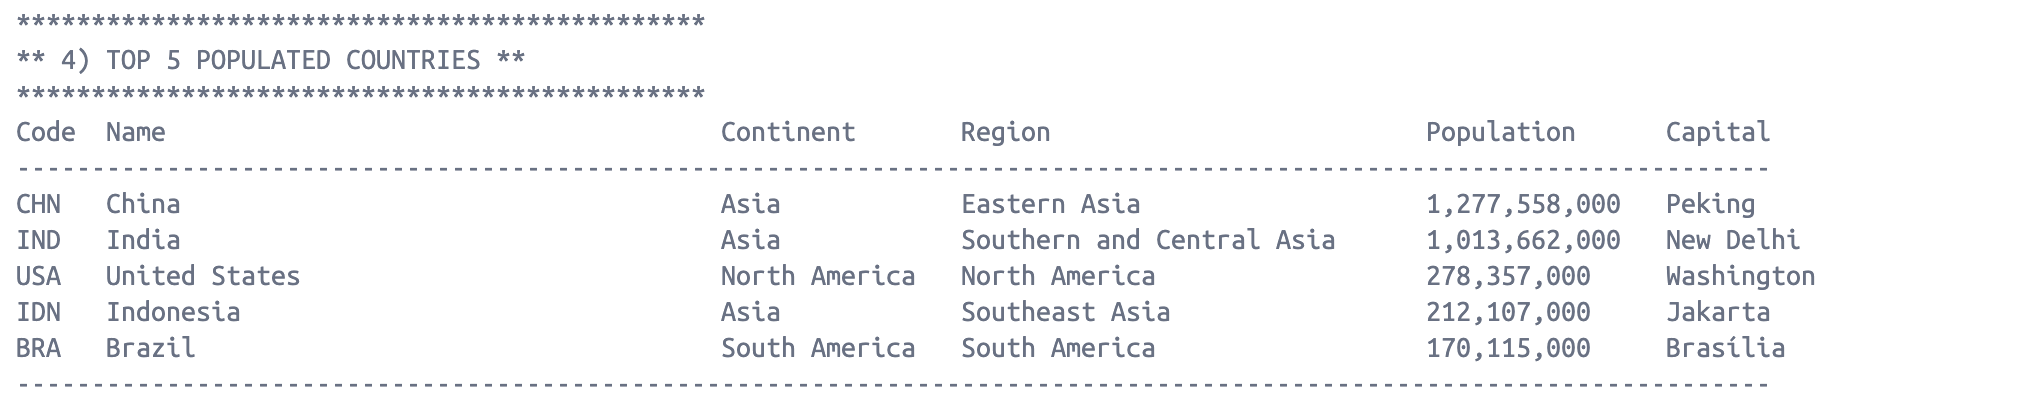 **********************************************
** 4) TOP 5 POPULATED COUNTRIES **
**********************************************
Code  Name                                     Continent       Region                         Population      Capital
---------------------------------------------------------------------------------------------------------------------
CHN   China                                    Asia            Eastern Asia                   1,277,558,000   Peking
IND   India                                    Asia            Southern and Central Asia      1,013,662,000   New Delhi
USA   United States                            North America   North America                  278,357,000     Washington
IDN   Indonesia                                Asia            Southeast Asia                 212,107,000     Jakarta
BRA   Brazil                                   South America   South America                  170,115,000     Brasília
---------------------------------------------------------------------------------------------------------------------